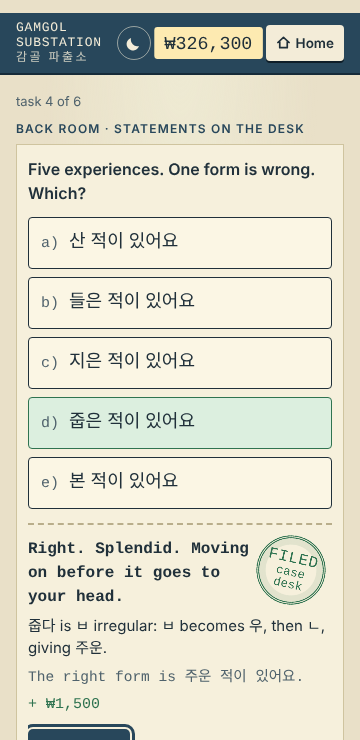 GAMGOL
SUBSTATION
감골 파출소
₩326,300
Home
task 4 of 6
BACK ROOM · STATEMENTS ON THE DESK
Five experiences. One form is wrong.
Which?
a) 산 적이 있어요
b) 들은 적이 있어요
c) 지은 적이 있어요
d) 줍은 적이 있어요
e) 본 적이 있어요
Right. Splendid. Moving
on before it goes to
your head.
FILED
case
desk
줍다 is ㅂ irregular: ㅂ becomes 우, then ㄴ,
giving 주운.
The right form is 주운 적이 있어요.
+ ₩1,500